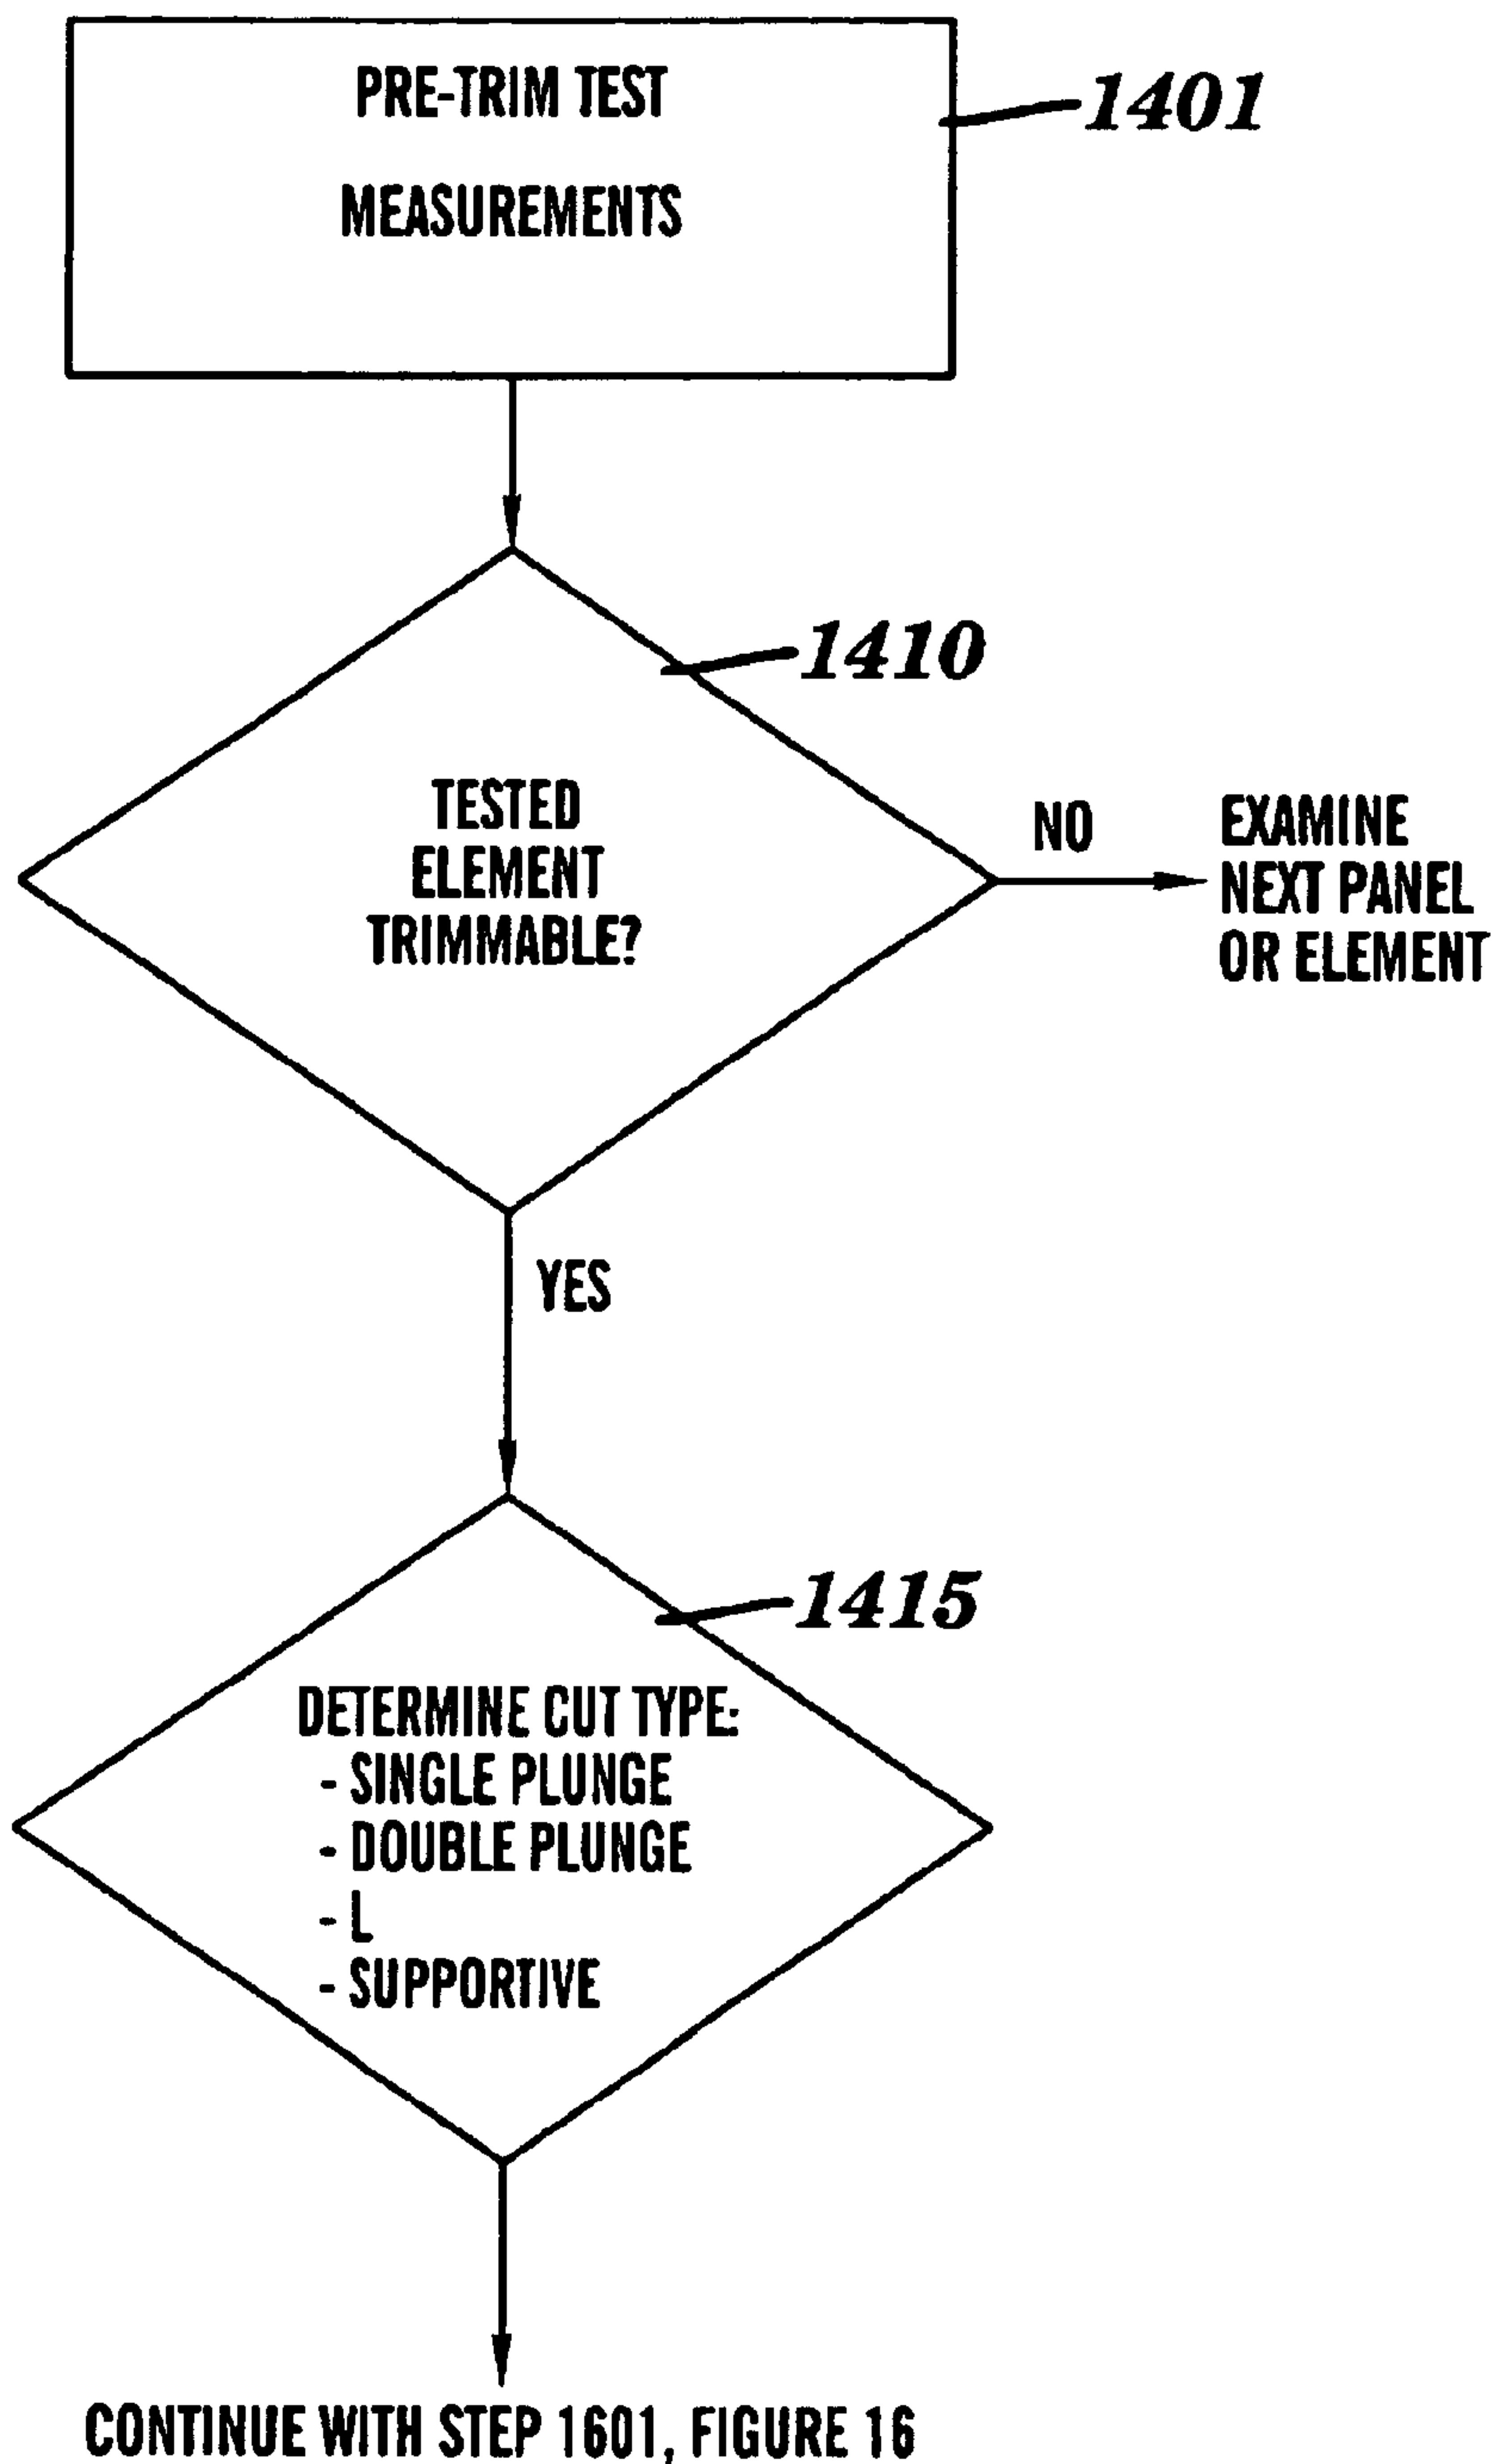 PRE-TRIM TEST
MEASUREMENTS
1401
1410
TESTED
ELEMENT
TRIMMABLE?
NO
EXAMINE
NEXT PANEL
OR ELEMENT
YES
1415
DETERMINE CUT TYPE:
- SINGLE PLUNGE
- DOUBLE PLUNGE
- L
- SUPPORTIVE
CONTINUE WITH STEP 1601, FIGURE 16